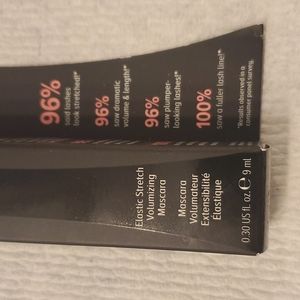 96%
said lashes
look stretched!*
96%
saw dramatic
volume & length!*
96%
saw plumper-
looking lashes!*
100%
saw a fuller lash line!*
*Results observed in a
consumer panel survey.
Elastic Stretch
Volumizing
Mascara
Mascara
Volumateur
Extensibilité
Élastique
0.30 US fl. oz. ℮ 9 ml